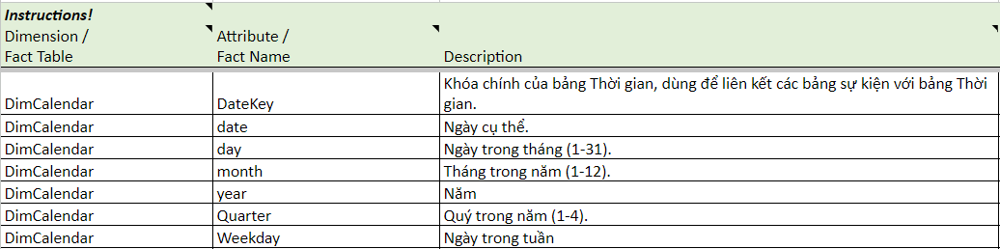 Instructions!
Dimension / Attribute /
Fact Table Fact Name Description
Khóa chính của bảng Thời gian, dùng để liên kết các bảng sự kiện với bảng Thời
DimCalendar DateKey gian.
DimCalendar date Ngày cụ thể.
DimCalendar day Ngày trong tháng (1-31).
DimCalendar month Tháng trong năm (1-12).
DimCalendar year Năm
DimCalendar Quarter Quý trong năm (1-4).
DimCalendar Weekday Ngày trong tuần